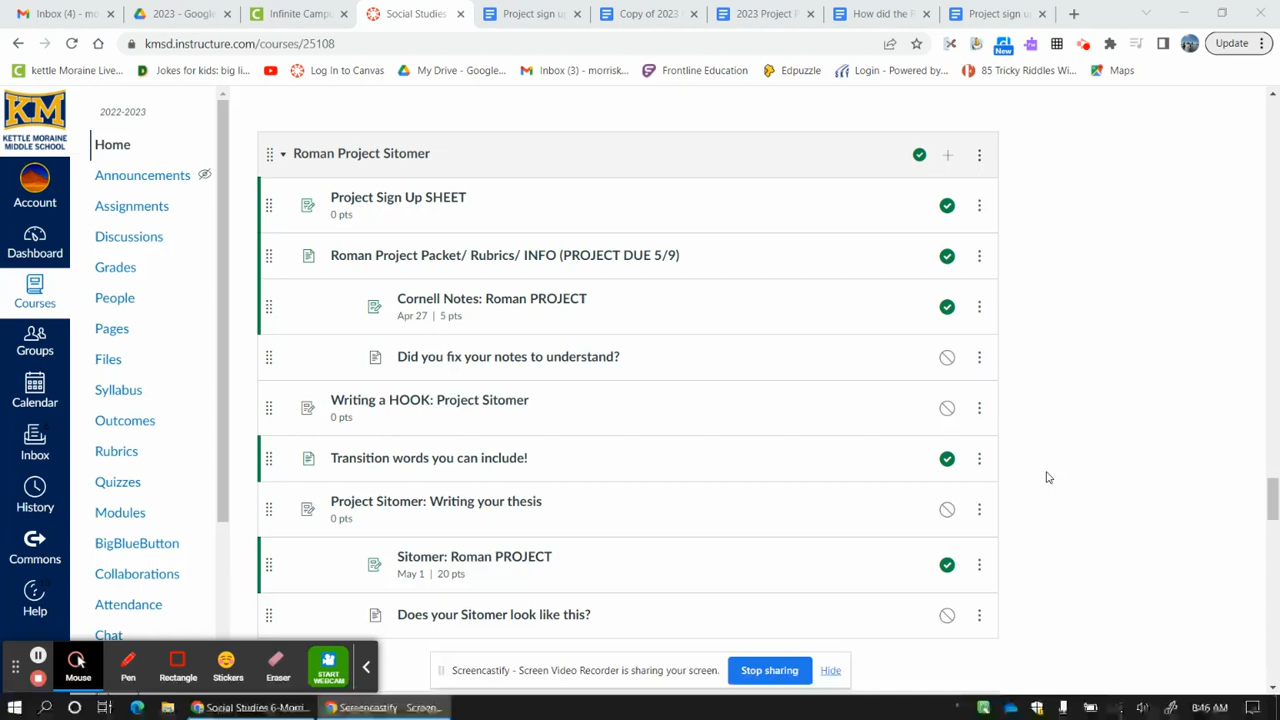 Inbox (3) - mo
2023 - Google
Infinite Camp
Social Studies
Project sign u
Copy of 2023
2023 Project
How did the
Project sign u
kmsd.instructure.com/courses/25108
New
Update
kettle Moraine Live...
Jokes for kids: big li...
Log In to Canvas
My Drive - Google...
Inbox (3) - morrisk...
Frontline Education
Edpuzzle
Login - Powered by...
85 Tricky Riddles Wi...
Maps
KM
KETTLE MORAINE
MIDDLE SCHOOL
Account
Dashboard
Courses
Groups
Calendar
Inbox
History
Commons
Help
2022-2023
Home
Announcements
Assignments
Discussions
Grades
People
Pages
Files
Syllabus
Outcomes
Rubrics
Quizzes
Modules
BigBlueButton
Collaborations
Attendance
Chat
Roman Project Sitomer
Project Sign Up SHEET
0 pts
Roman Project Packet/ Rubrics/ INFO (PROJECT DUE 5/9)
Cornell Notes: Roman PROJECT
Apr 27 | 5 pts
Did you fix your notes to understand?
Writing a HOOK: Project Sitomer
0 pts
Transition words you can include!
Project Sitomer: Writing your thesis
0 pts
Sitomer: Roman PROJECT
May 1 | 20 pts
Does your Sitomer look like this?
Mouse
Pen
Rectangle
Stickers
Eraser
START
WEBCAM
Screencastify - Screen Video Recorder is sharing your screen.
Stop sharing
Hide
Social Studies 6-Morri...
Screencastify - Screen...
8:46 AM